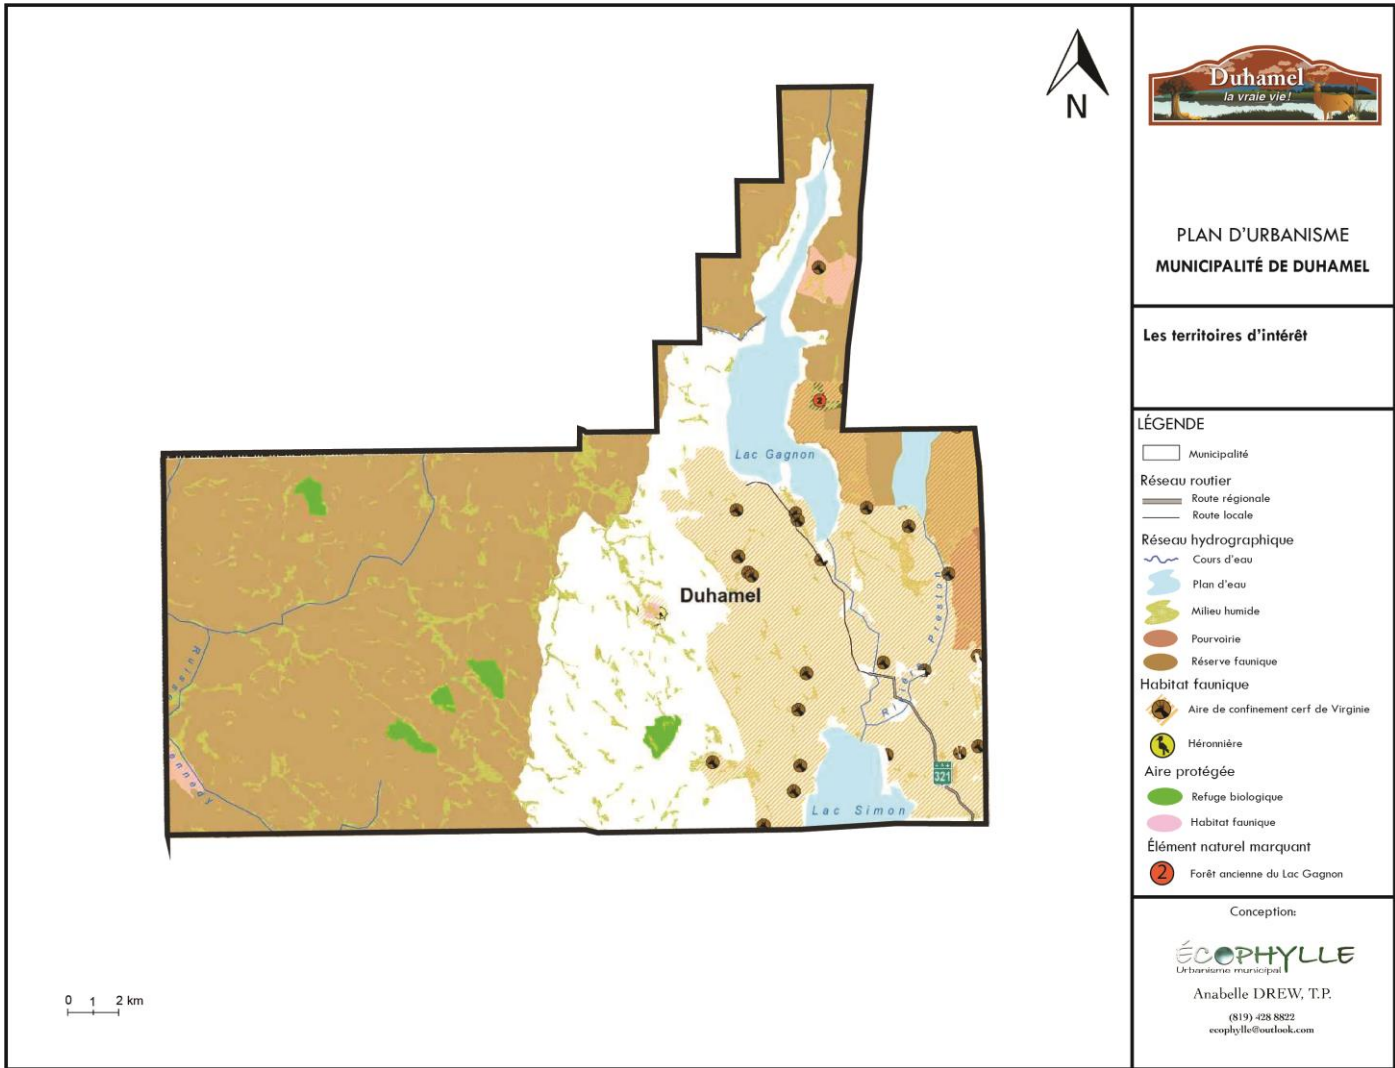 N
Lac Gagnon
Duhamel
Rivière Preston
Ruisse
ennedy
321
Lac Simon
2
0 1 2 km
Duhamel
la vraie vie!
PLAN D'URBANISME
MUNICIPALITÉ DE DUHAMEL
Les territoires d'intérêt
LÉGENDE
Municipalité
Réseau routier
Route régionale
Route locale
Réseau hydrographique
Cours d'eau
Plan d'eau
Milieu humide
Pourvoirie
Réserve faunique
Habitat faunique
Aire de confinement cerf de Virginie
Héronnière
Aire protégée
Refuge biologique
Habitat faunique
Élément naturel marquant
2 Forêt ancienne du Lac Gagnon
Conception:
ÉCOPHYLLE
Urbanisme municipal
Anabelle DREW, T.P.
(819) 428 8822
ecophylle@outlook.com